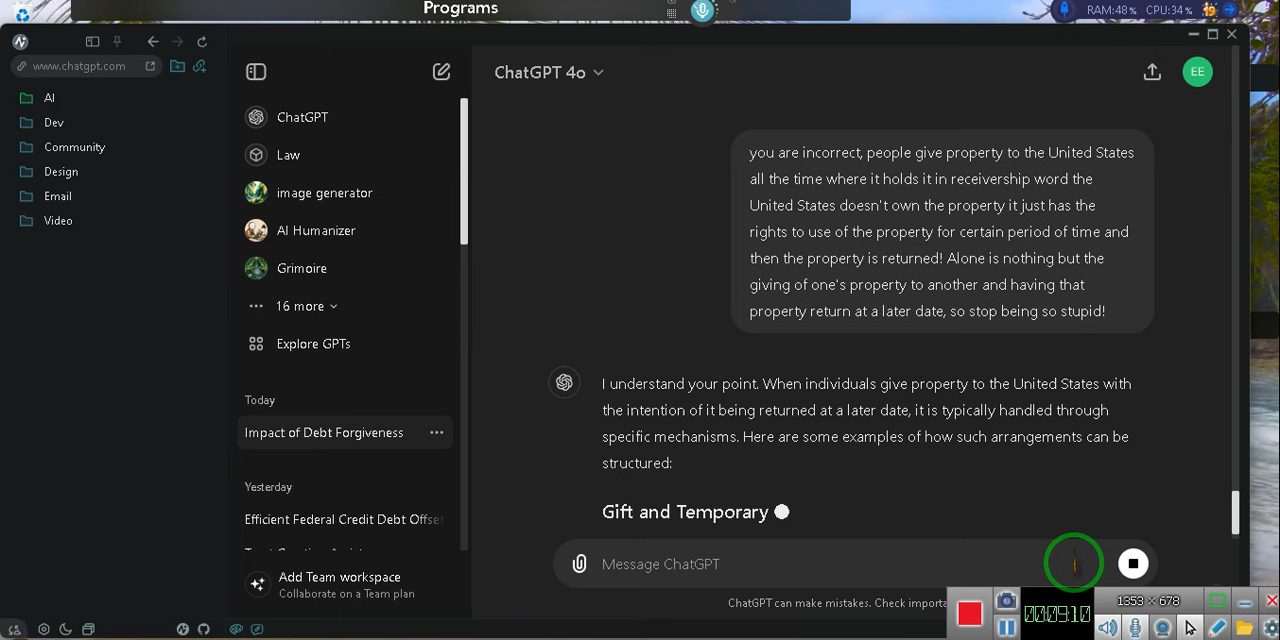 Programs
RAM:48% CPU:34%
www.chatgpt.com
AI
Dev
Community
Design
Email
Video
ChatGPT
Law
image generator
AI Humanizer
Grimoire
16 more
Explore GPTs
Today
Impact of Debt Forgiveness
Yesterday
Efficient Federal Credit Debt Offse
Add Team workspace
Collaborate on a Team plan
ChatGPT 4o
EE
you are incorrect, people give property to the United States
all the time where it holds it in receivership word the
United States doesn't own the property it just has the
rights to use of the property for certain period of time and
then the property is returned! Alone is nothing but the
giving of one's property to another and having that
property return at a later date, so stop being so stupid!
I understand your point. When individuals give property to the United States with
the intention of it being returned at a later date, it is typically handled through
specific mechanisms. Here are some examples of how such arrangements can be
structured:
Gift and Temporary
Message ChatGPT
ChatGPT can make mistakes. Check importa
00:09:10
1353 × 678